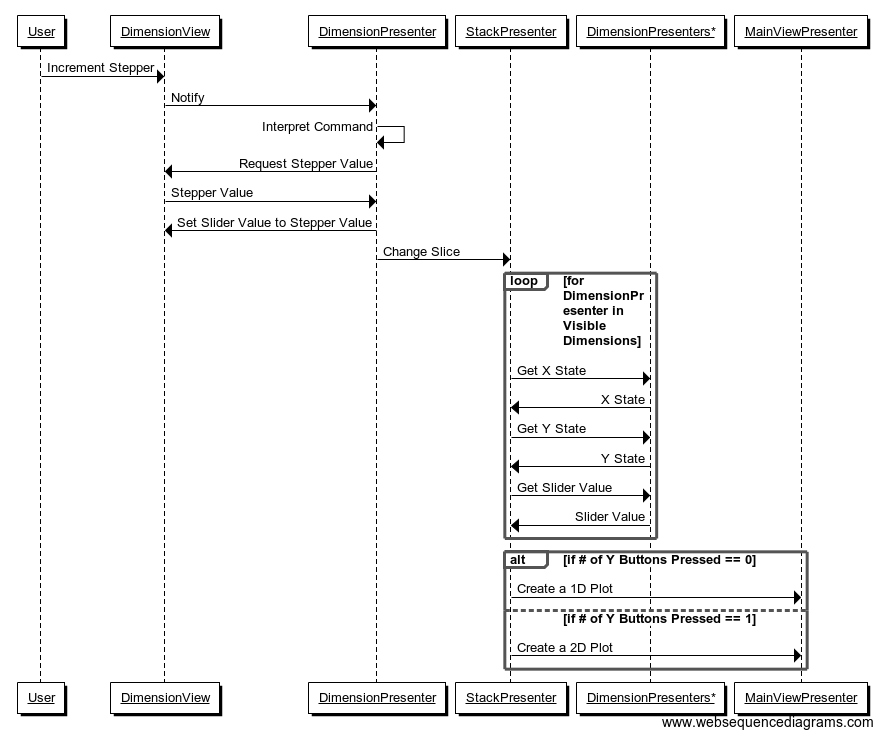 User DimensionView DimensionPresenter StackPresenter DimensionPresenters* MainViewPresenter
Increment Stepper
Notify
Interpret Command
Request Stepper Value
Stepper Value
Set Slider Value to Stepper Value
Change Slice
loop [for
DimensionPr
esenter in
Visible
Dimensions]
Get X State
X State
Get Y State
Y State
Get Slider Value
Slider Value
alt [if # of Y Buttons Pressed == 0]
Create a 1D Plot
[if # of Y Buttons Pressed == 1]
Create a 2D Plot
User DimensionView DimensionPresenter StackPresenter DimensionPresenters* MainViewPresenter
www.websequencediagrams.com